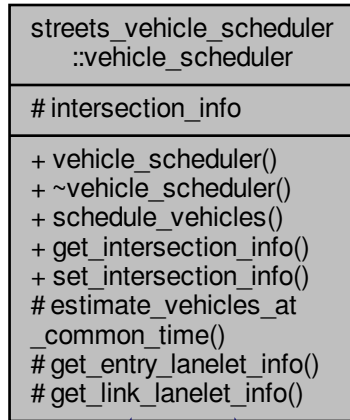 streets_vehicle_scheduler
::vehicle_scheduler
# intersection_info
+ vehicle_scheduler()
+ ~vehicle_scheduler()
+ schedule_vehicles()
+ get_intersection_info()
+ set_intersection_info()
# estimate_vehicles_at
_common_time()
# get_entry_lanelet_info()
# get_link_lanelet_info()